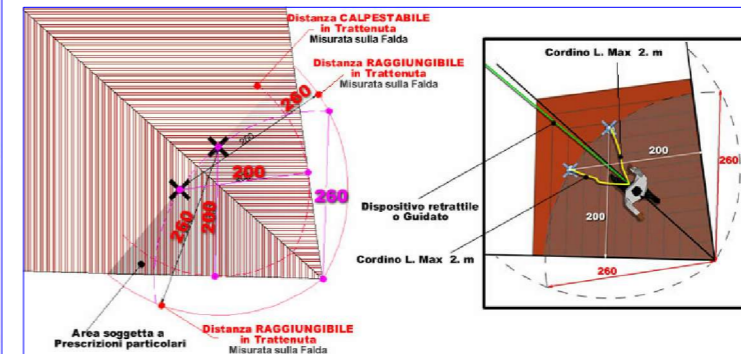 Distanza CALPESTABILE
in Trattenuta
Misurata sulla Falda
Distanza RAGGIUNGIBILE
in Trattenuta
Misurata sulla Falda
260
200
200
260
260
200
Area soggetta a
Prescrizioni particolari
Distanza RAGGIUNGIBILE
in Trattenuta
Misurata sulla Falda
Cordino L. Max 2. m
200
260
Dispositivo retrattile
o Guidato
200
Cordino L. Max 2. m
260